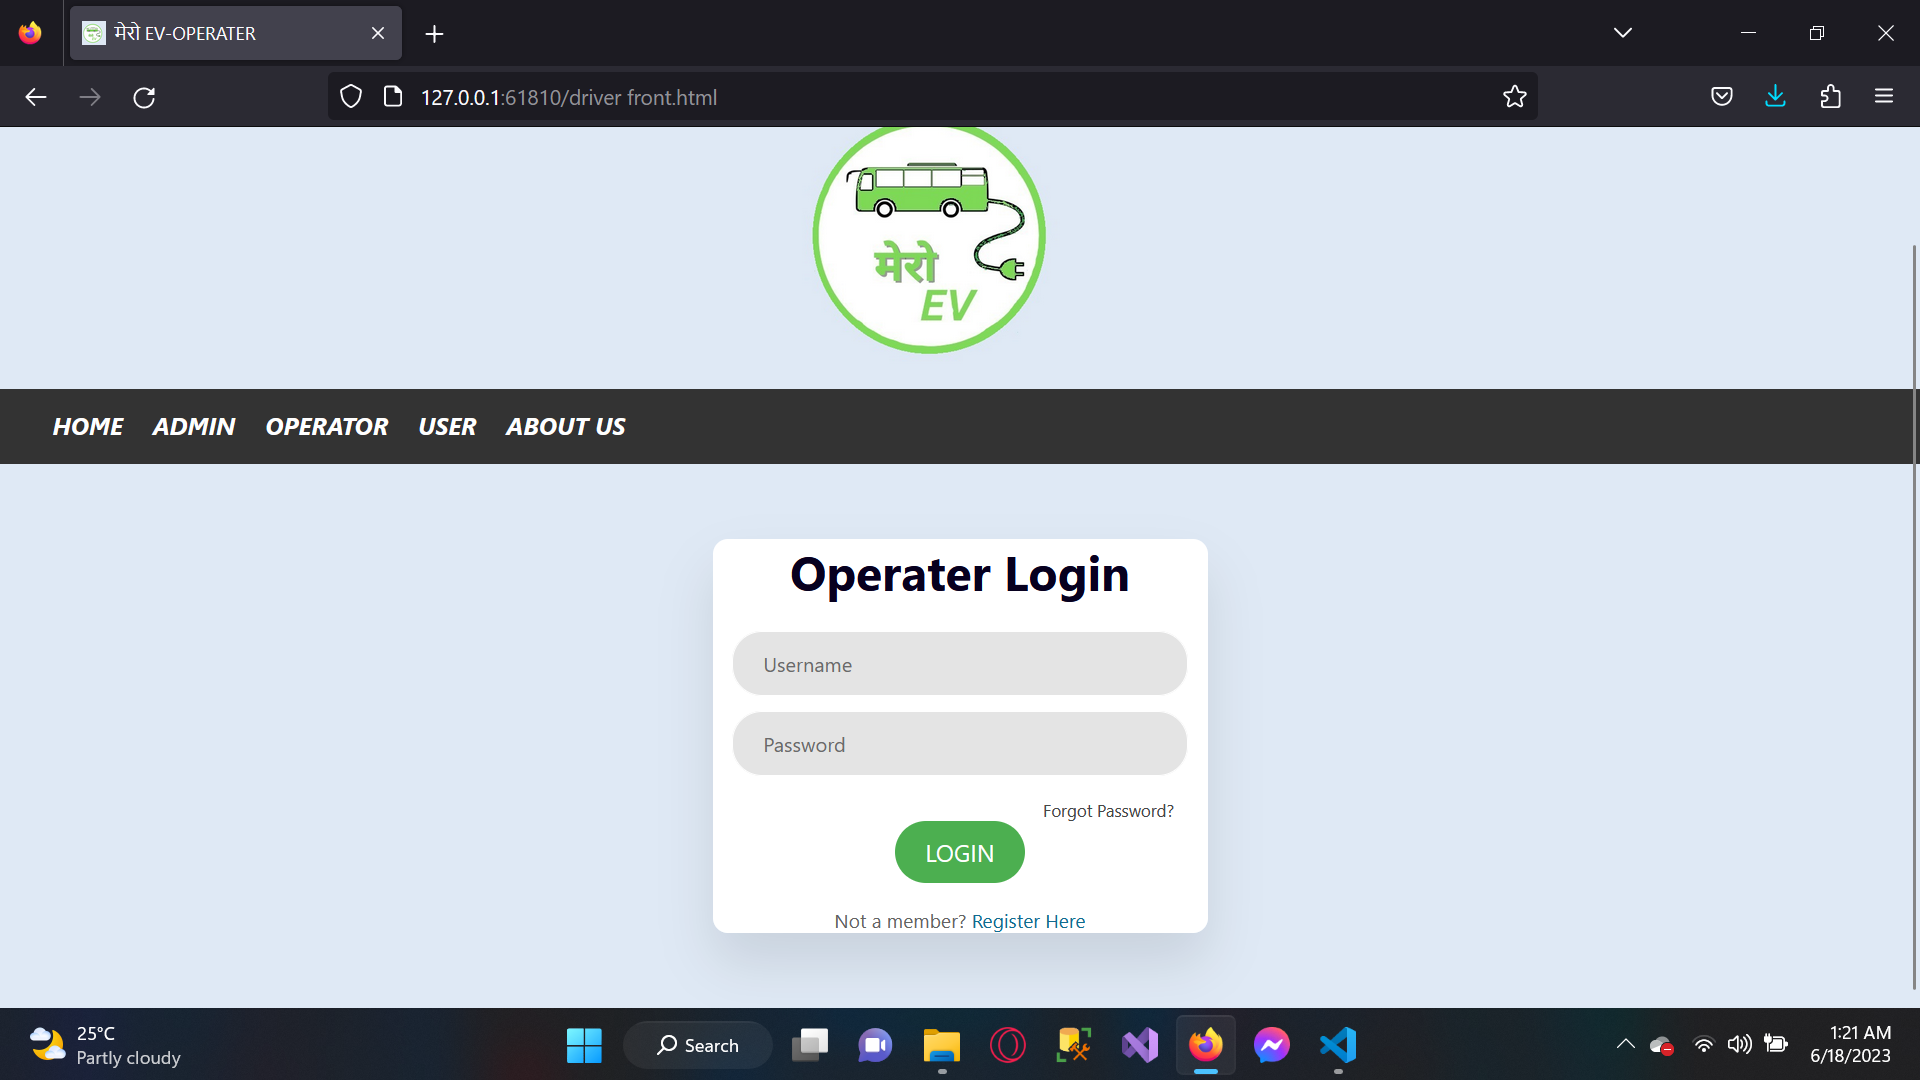 मेरो EV-OPERATER
127.0.0.1:61810/driver front.html
मेरो
EV
HOME ADMIN OPERATOR USER ABOUT US
Operater Login
Username
Password
Forgot Password?
LOGIN
Not a member? Register Here
25°C
Partly cloudy
Search
1:21 AM
6/18/2023